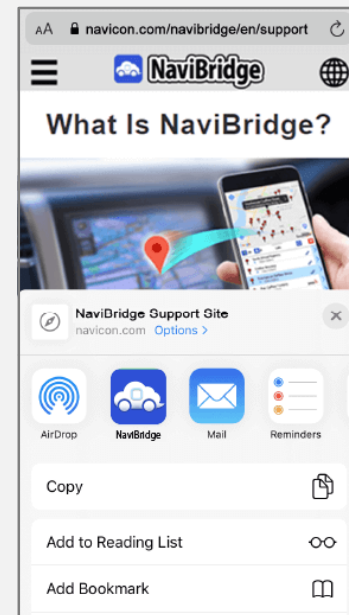 AA navicon.com/navibridge/en/support
NaviBridge
What Is NaviBridge?
NaviBridge Support Site
navicon.com Options >
AirDrop NaviBridge Mail Reminders
Copy
Add to Reading List
Add Bookmark